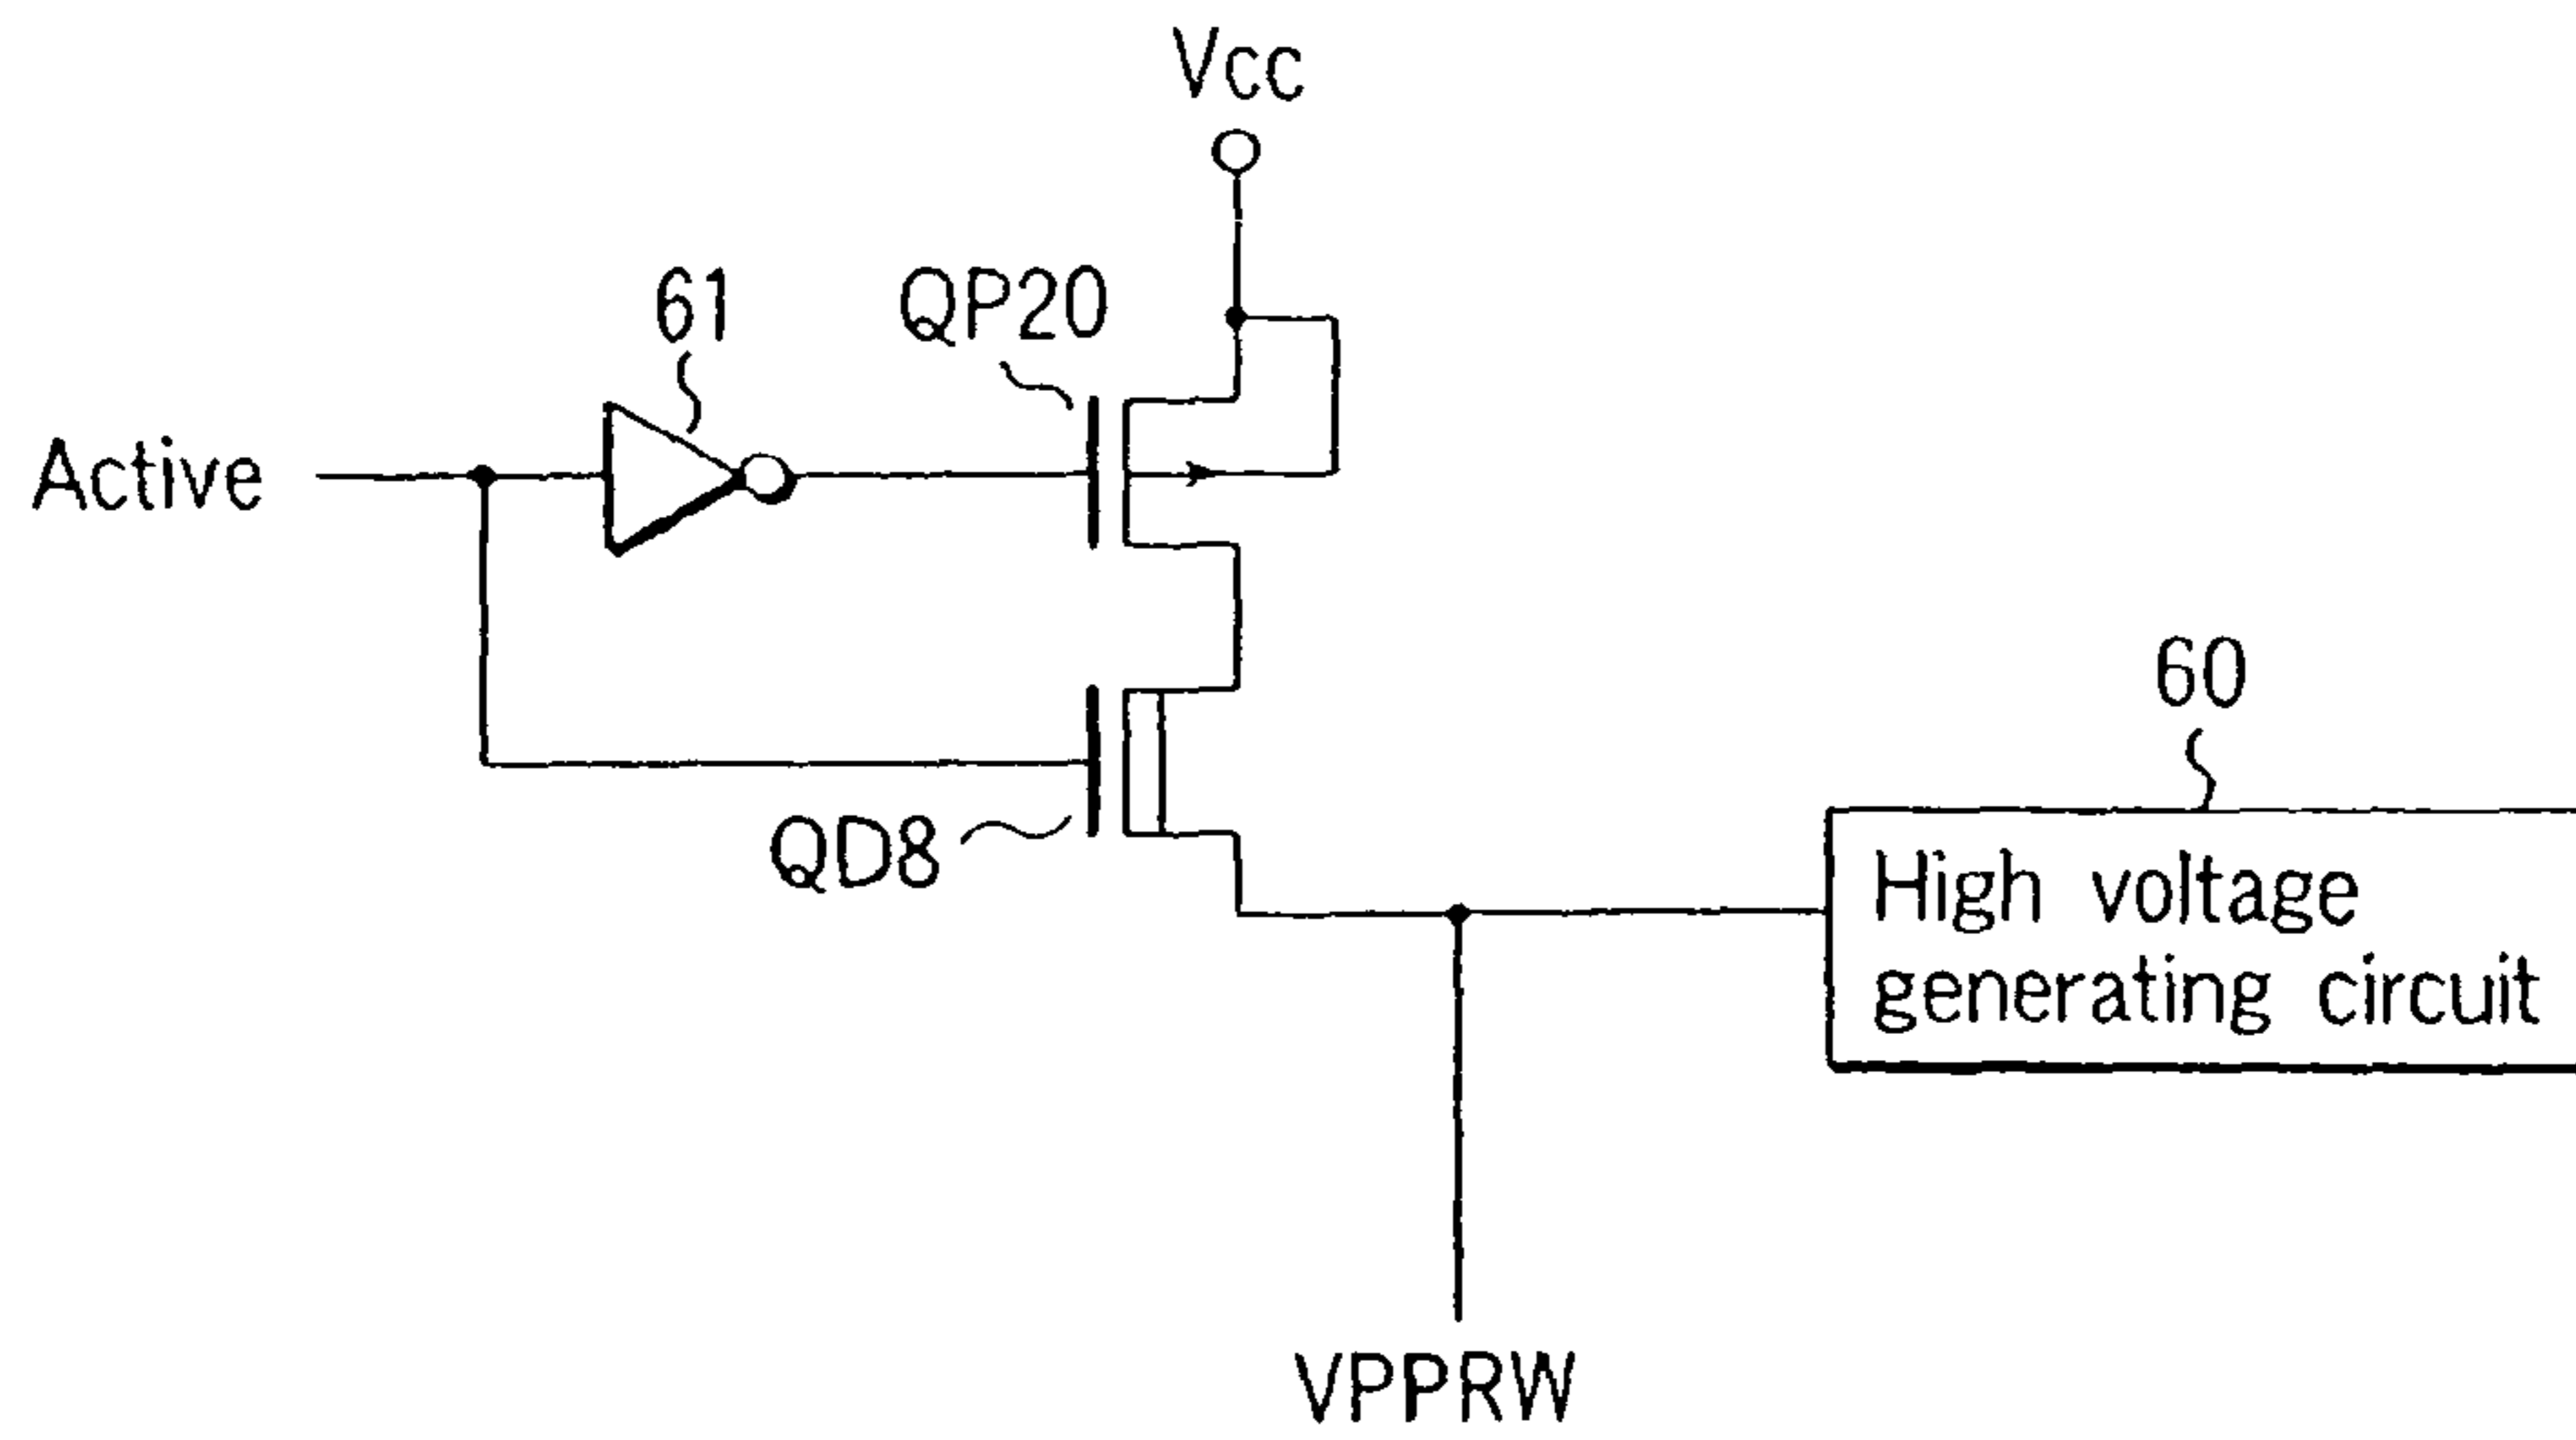 Vcc
61
QP20
Active
60
QD8
High voltage
generating circuit
VPPRW